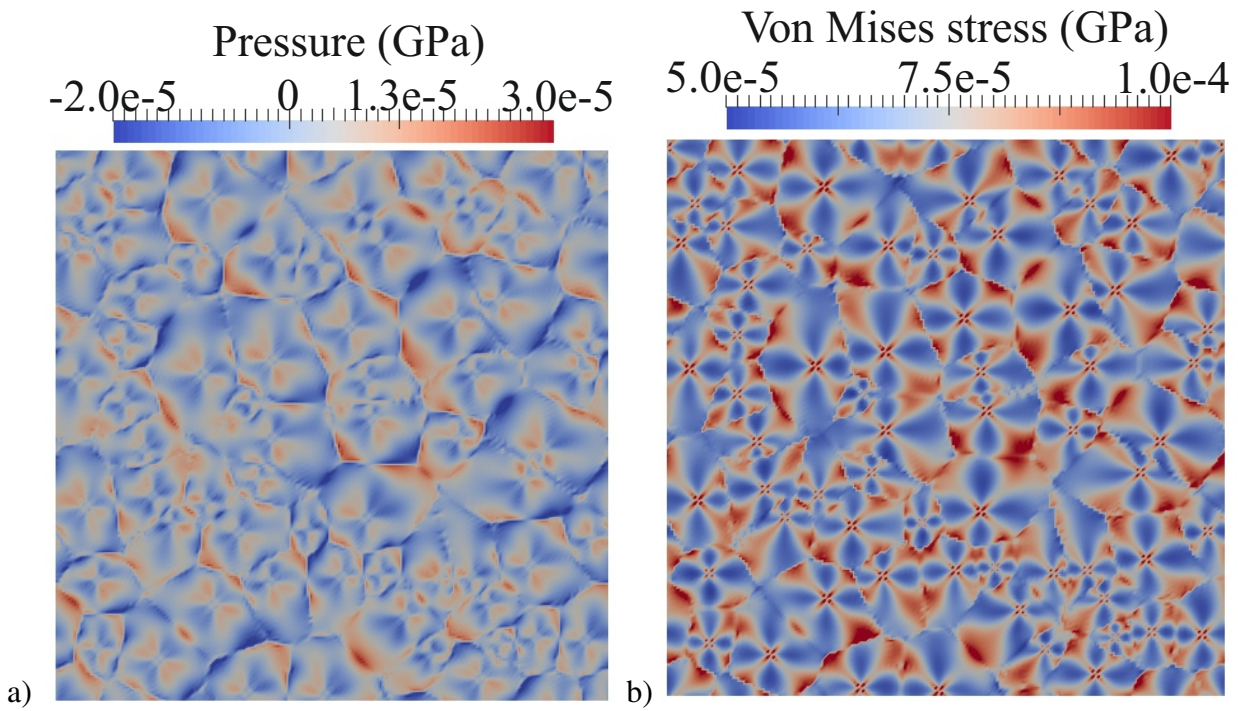 Pressure (GPa)
-2.0e-5 0 1.3e-5 3.0e-5
Von Mises stress (GPa)
5.0e-5 7.5e-5 1.0e-4
a)
b)